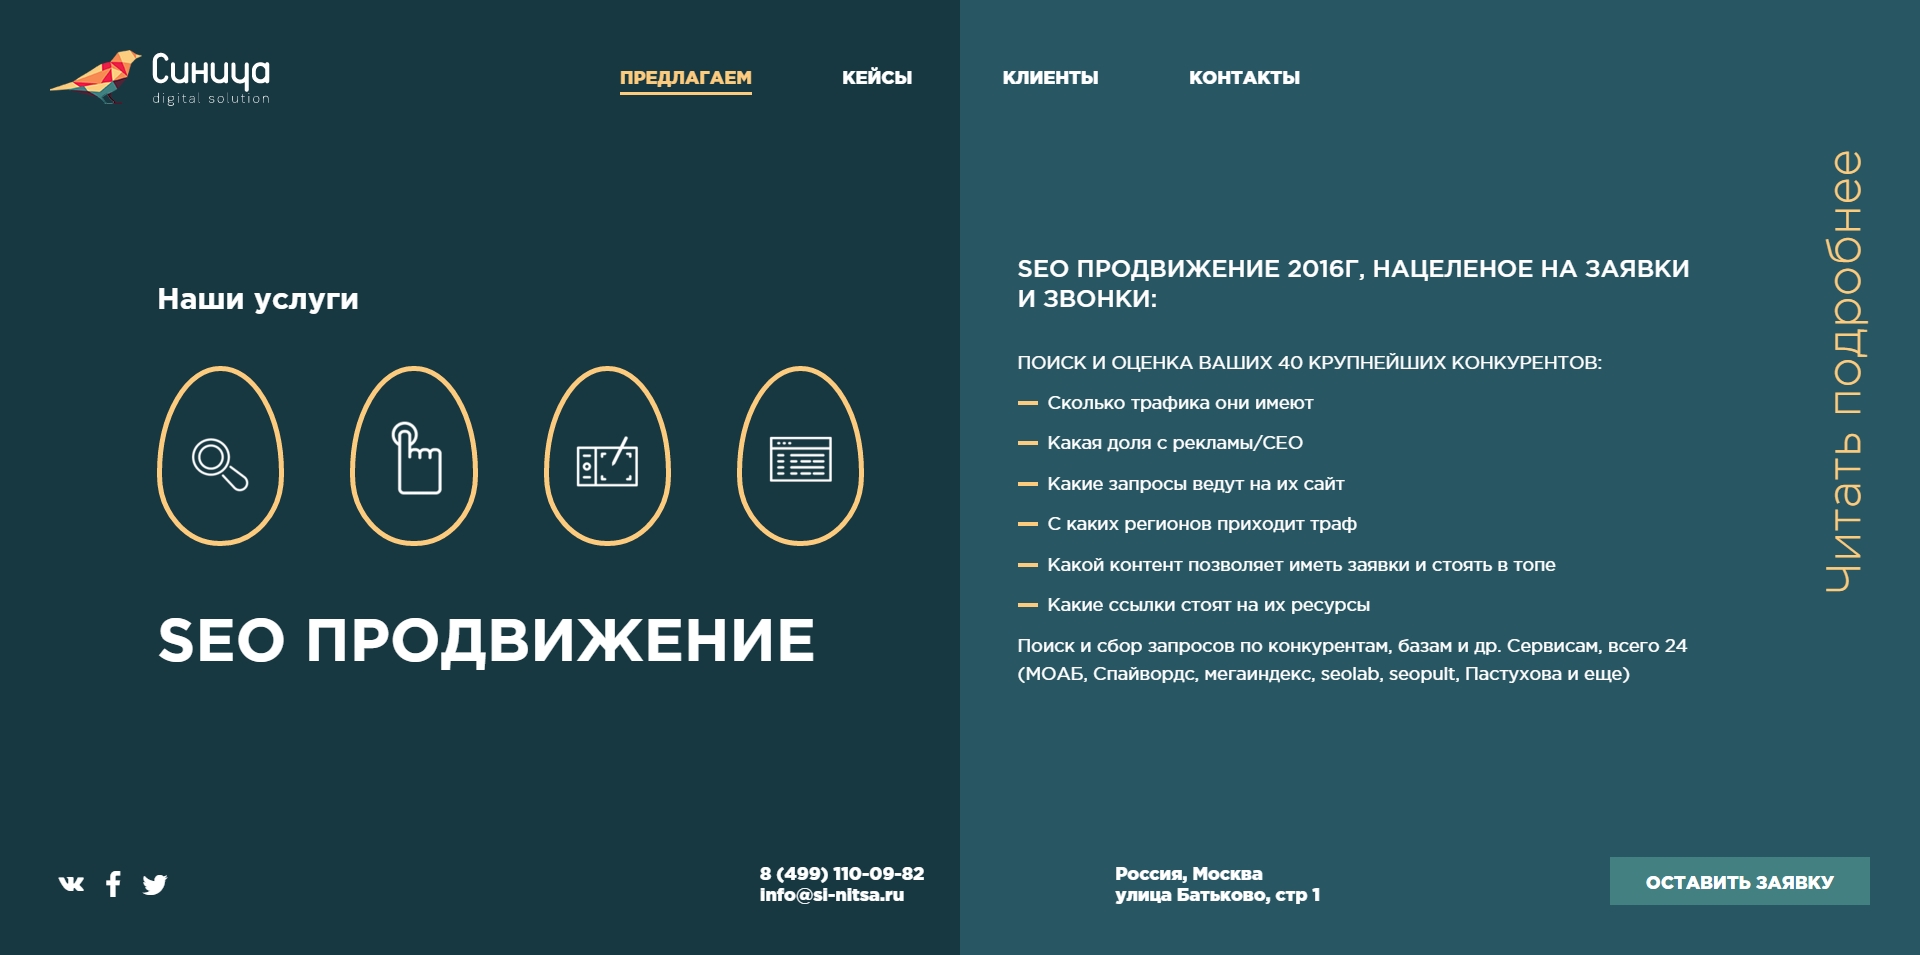 Синица
digital solution
ПРЕДЛАГАЕМ
КЕЙСЫ
КЛИЕНТЫ
КОНТАКТЫ
Наши услуги
SEO ПРОДВИЖЕНИЕ
SEO ПРОДВИЖЕНИЕ 2016Г, НАЦЕЛЕНОЕ НА ЗАЯВКИ
И ЗВОНКИ:
ПОИСК И ОЦЕНКА ВАШИХ 40 КРУПНЕЙШИХ КОНКУРЕНТОВ:
Сколько трафика они имеют
Какая доля с рекламы/СЕО
Какие запросы ведут на их сайт
С каких регионов приходит траф
Какой контент позволяет иметь заявки и стоять в топе
Какие ссылки стоят на их ресурсы
Поиск и сбор запросов по конкурентам, базам и др. Сервисам, всего 24
(МОАБ, Спайвордс, мегаиндекс, seolab, seopult, Пастухова и еще)
Читать подробнее
8 (499) 110-09-82
info@si-nitsa.ru
Россия, Москва
улица Батьково, стр 1
ОСТАВИТЬ ЗАЯВКУ